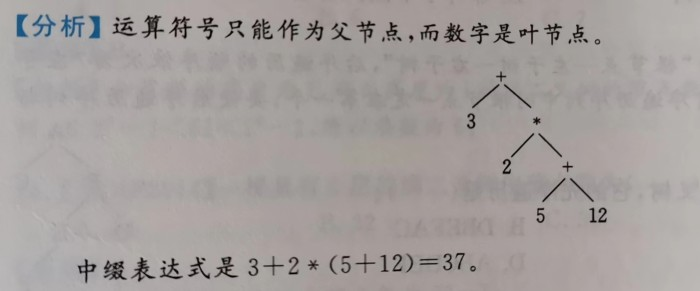 【分析】运算符号只能作为父节点,而数字是叶节点。
+
3 *
2 +
5 12
中缀表达式是 3+2*(5+12)=37。